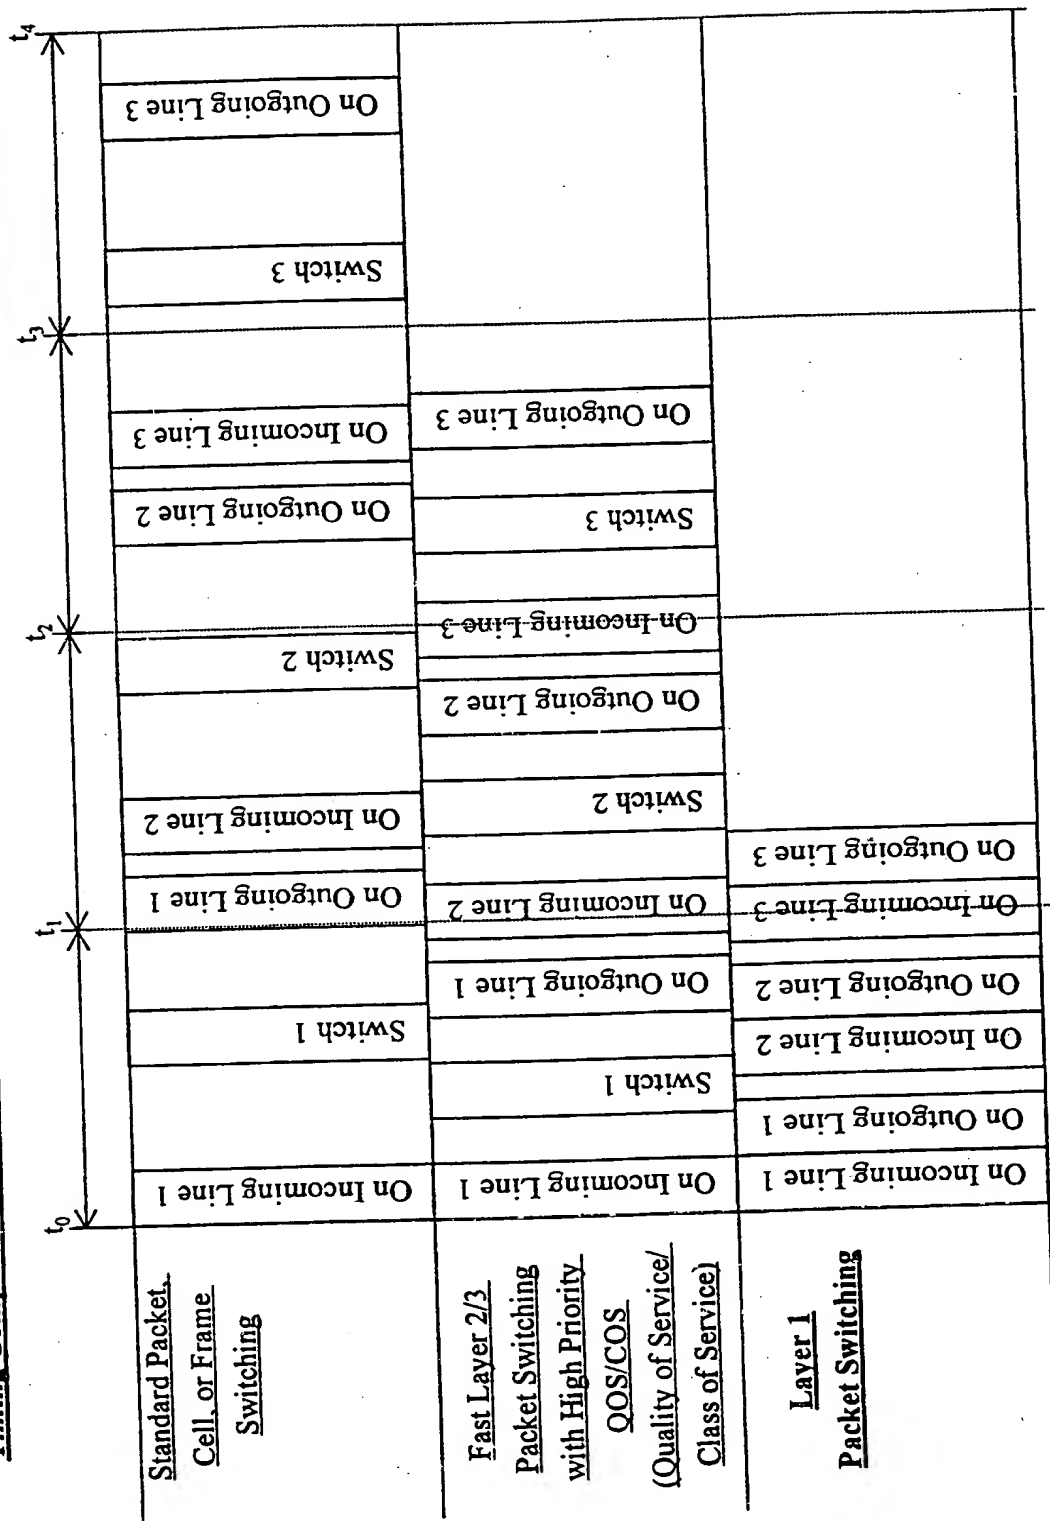 Timing
t0
t1
t2
t3
t4
Standard Packet,
Cell, or Frame
Switching
On Incoming Line 1
Switch 1
On Outgoing Line 1
On Incoming Line 2
Switch 2
On Outgoing Line 2
On Incoming Line 3
Switch 3
On Outgoing Line 3
Fast Layer 2/3
Packet Switching
with High Priority
QOS/COS
(Quality of Service/
Class of Service)
On Incoming Line 1
Switch 1
On Outgoing Line 1
On Incoming Line 2
Switch 2
On Outgoing Line 2
On Incoming Line 3
Switch 3
On Outgoing Line 3
Layer 1
Packet Switching
On Incoming Line 1
On Outgoing Line 1
On Incoming Line 2
On Outgoing Line 2
On Incoming Line 3
On Outgoing Line 3